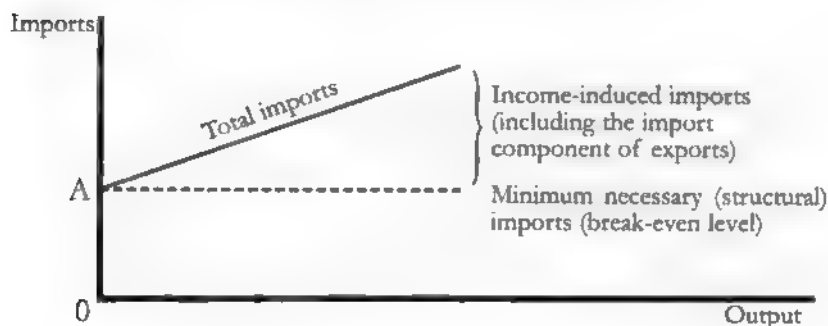 Imports
Total imports
Income-induced imports
(including the import
component of exports)
A
Minimum necessary (structural)
imports (break-even level)
0
Output